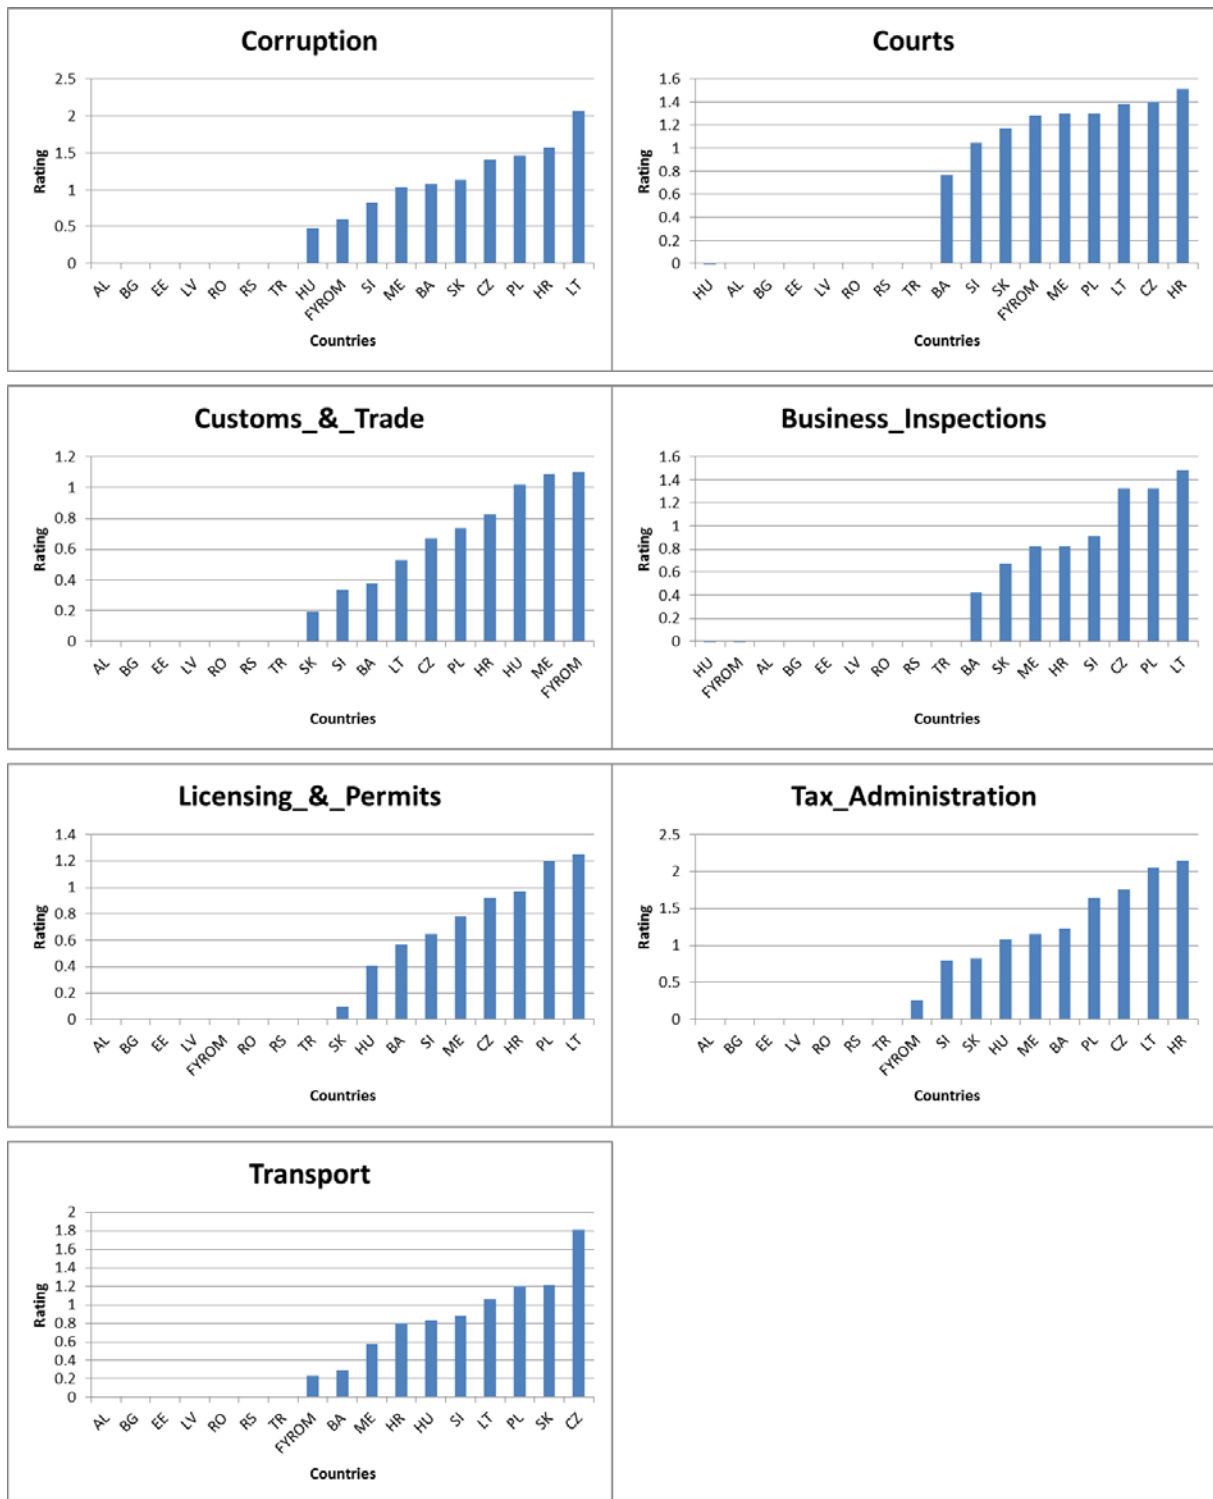 Corruption
2.5
2
1.5
1
0.5
0
Rating
AL BG EE LV RO RS TR HU FYROM SI ME BA SK CZ PL HR LT
Countries
Courts
1.6
1.4
1.2
1
0.8
0.6
0.4
0.2
0
Rating
HU AL BG EE LV RO RS TR BA SI SK FYROM ME PL LT CZ HR
Countries
Customs_&_Trade
1.2
1
0.8
0.6
0.4
0.2
0
Rating
AL BG EE LV RO RS TR SK SI BA LT CZ PL HR HU ME FYROM
Countries
Business_Inspections
1.6
1.4
1.2
1
0.8
0.6
0.4
0.2
0
Rating
HU FYROM AL BG EE LV RO RS TR BA SK ME HR SI CZ PL LT
Countries
Licensing_&_Permits
1.4
1.2
1
0.8
0.6
0.4
0.2
0
Rating
AL BG EE LV FYROM RO RS TR SK HU BA SI ME CZ HR PL LT
Countries
Tax_Administration
2.5
2
1.5
1
0.5
0
Rating
AL BG EE LV RO RS TR FYROM SI SK HU ME BA PL CZ LT HR
Countries
Transport
2
1.8
1.6
1.4
1.2
1
0.8
0.6
0.4
0.2
0
Rating
AL BG EE LV RO RS TR FYROM BA ME HR HU SI LT PL SK CZ
Countries